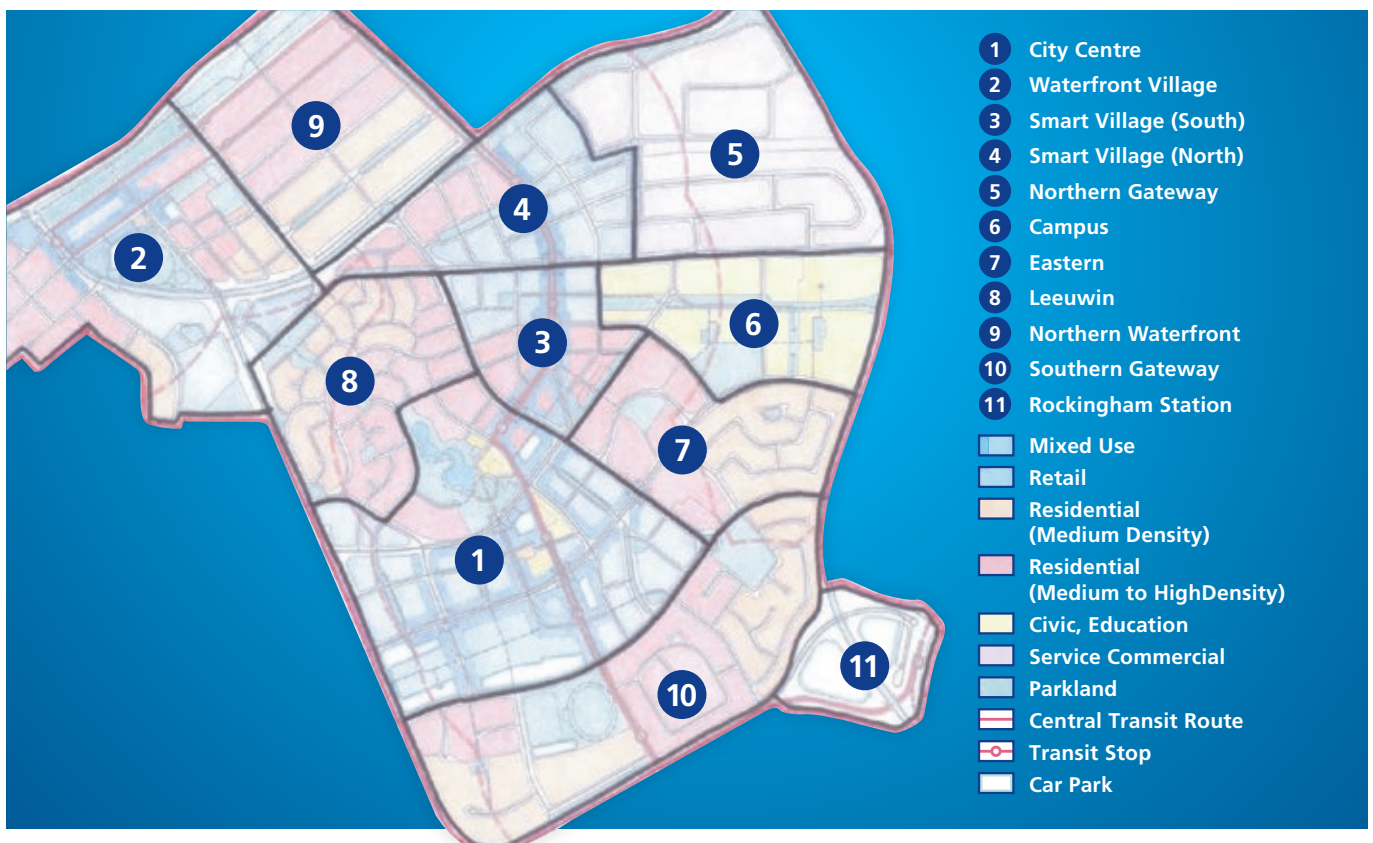 9
5
4
2
6
3
8
7
1
11
10
1 City Centre
2 Waterfront Village
3 Smart Village (South)
4 Smart Village (North)
5 Northern Gateway
6 Campus
7 Eastern
8 Leeuwin
9 Northern Waterfront
10 Southern Gateway
11 Rockingham Station
Mixed Use
Retail
Residential
(Medium Density)
Residential
(Medium to HighDensity)
Civic, Education
Service Commercial
Parkland
Central Transit Route
Transit Stop
Car Park